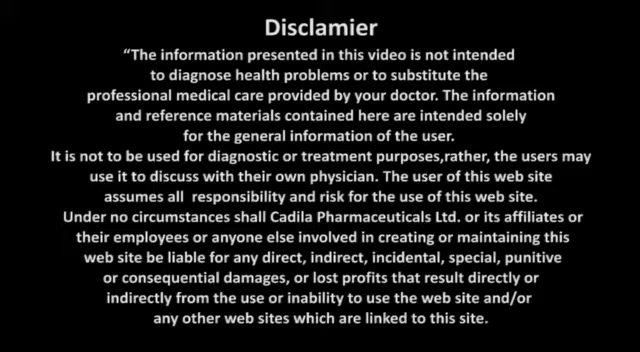 Disclamier
“The information presented in this video is not intended
to diagnose health problems or to substitute the
professional medical care provided by your doctor. The information
and reference materials contained here are intended solely
for the general information of the user.
It is not to be used for diagnostic or treatment purposes,rather, the users may
use it to discuss with their own physician. The user of this web site
assumes all responsibility and risk for the use of this web site.
Under no circumstances shall Cadila Pharmaceuticals Ltd. or its affiliates or
their employees or anyone else involved in creating or maintaining this
web site be liable for any direct, indirect, incidental, special, punitive
or consequential damages, or lost profits that result directly or
indirectly from the use or inability to use the web site and/or
any other web sites which are linked to this site.